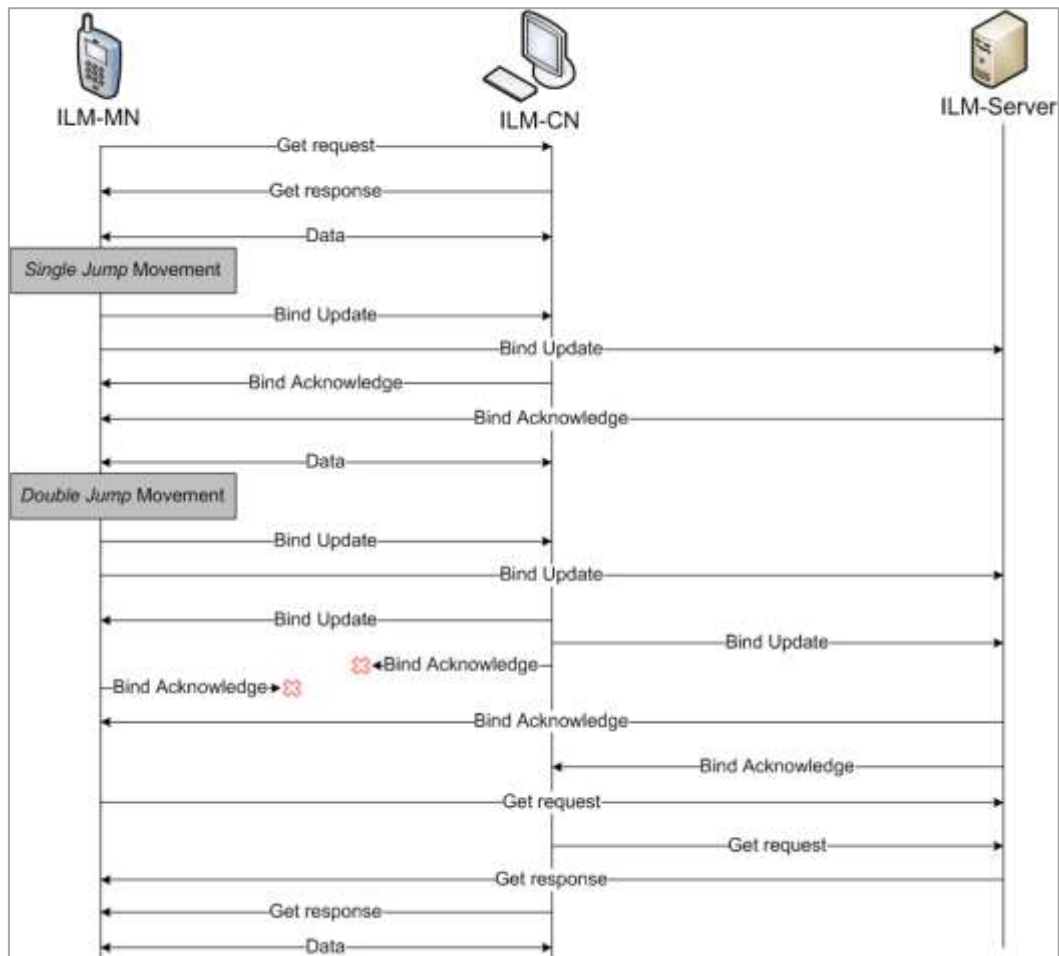 ILM-MN
ILM-CN
ILM-Server
Get request
Get response
Data
Single Jump Movement
Bind Update
Bind Update
Bind Acknowledge
Bind Acknowledge
Data
Double Jump Movement
Bind Update
Bind Update
Bind Update
Bind Update
Bind Acknowledge
Bind Acknowledge
Bind Acknowledge
Bind Acknowledge
Get request
Get request
Get response
Get response
Data